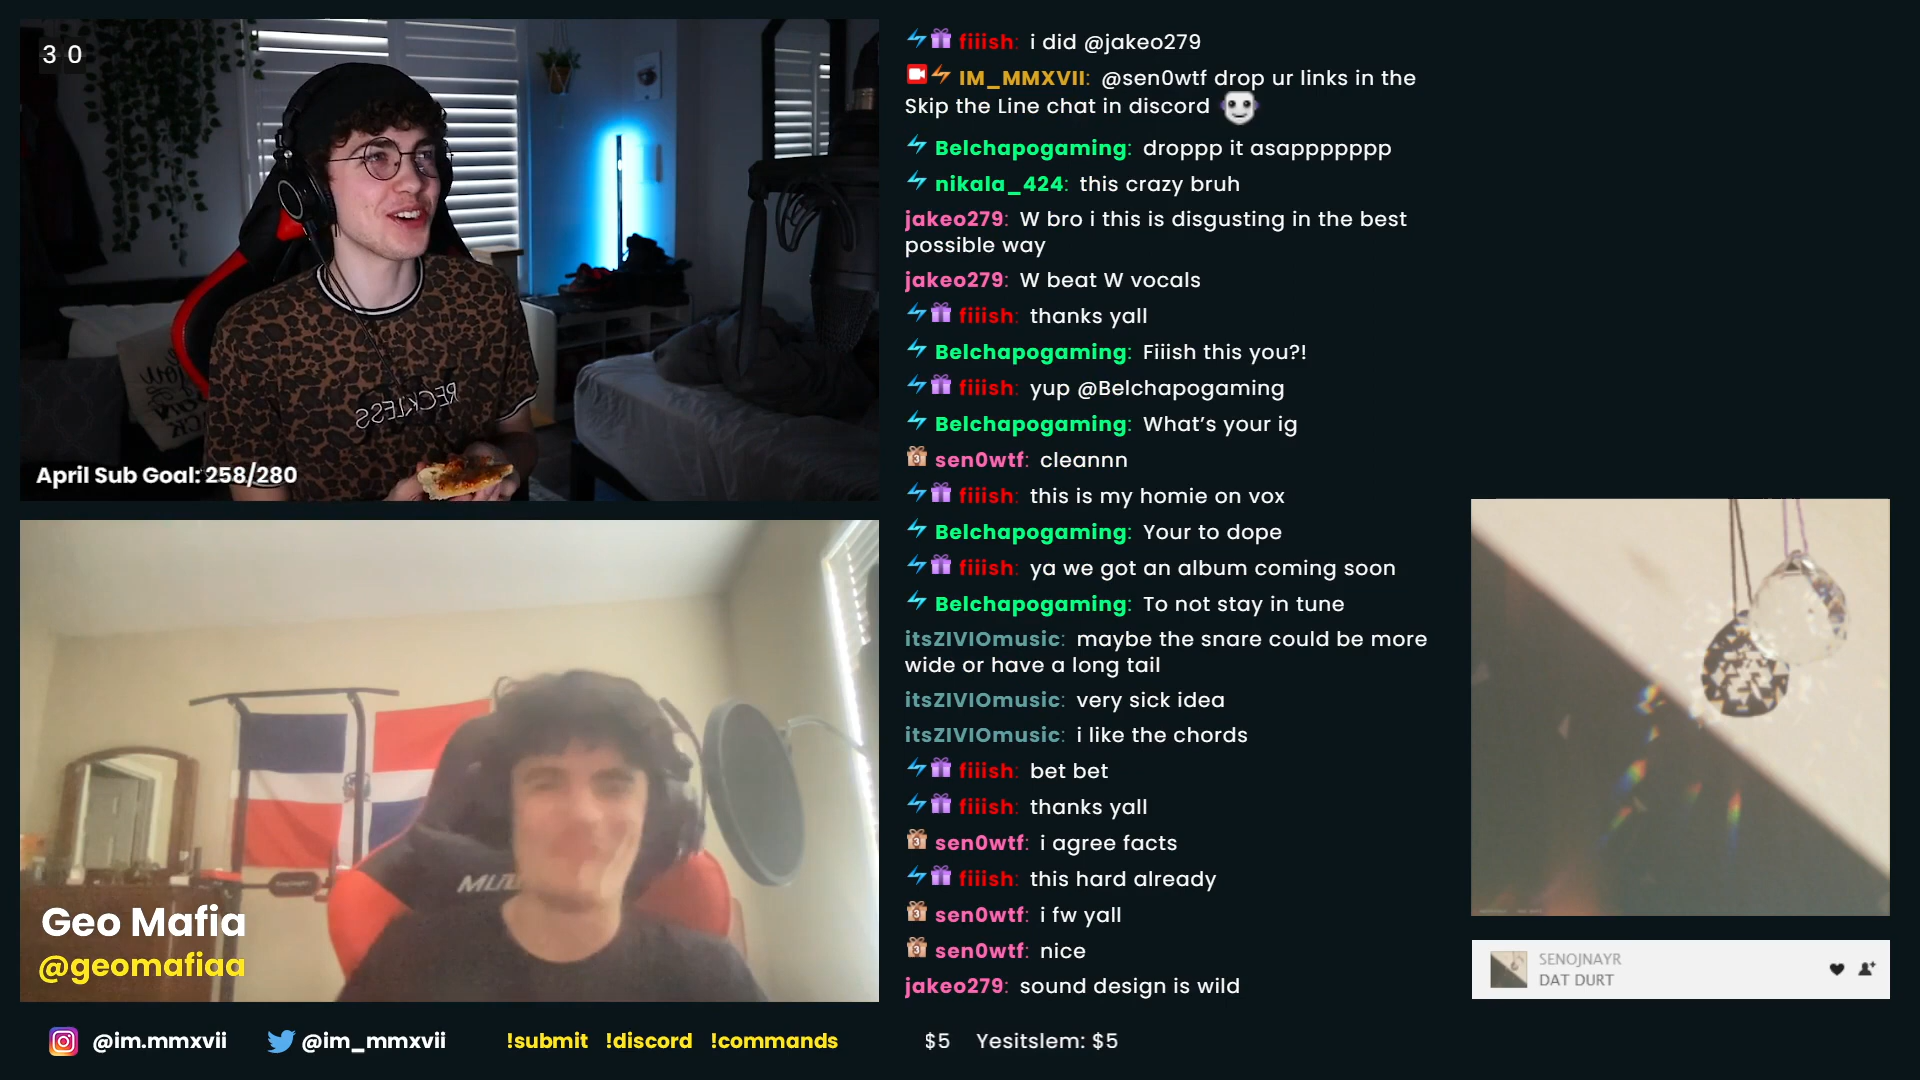 3 0
RECKLESS
April Sub Goal: 258/280
Geo Mafia
@geomafiaa
@im.mmxvii
@im_mmxvii
!submit !discord !commands
fiiish: i did @jakeo279
IM_MMXVII: @sen0wtf drop ur links in the
Skip the Line chat in discord
Belchapogaming: droppp it asappppppp
nikala_424: this crazy bruh
jakeo279: W bro i this is disgusting in the best
possible way
jakeo279: W beat W vocals
fiiish: thanks yall
Belchapogaming: Fiiish this you?!
fiiish: yup @Belchapogaming
Belchapogaming: What's your ig
sen0wtf: cleannn
fiiish: this is my homie on vox
Belchapogaming: Your to dope
fiiish: ya we got an album coming soon
Belchapogaming: To not stay in tune
itsZIVIOmusic: maybe the snare could be more
wide or have a long tail
itsZIVIOmusic: very sick idea
itsZIVIOmusic: i like the chords
fiiish: bet bet
fiiish: thanks yall
sen0wtf: i agree facts
fiiish: this hard already
sen0wtf: i fw yall
sen0wtf: nice
jakeo279: sound design is wild
$5 Yesitslem: $5
SENOJNAYR
DAT DURT